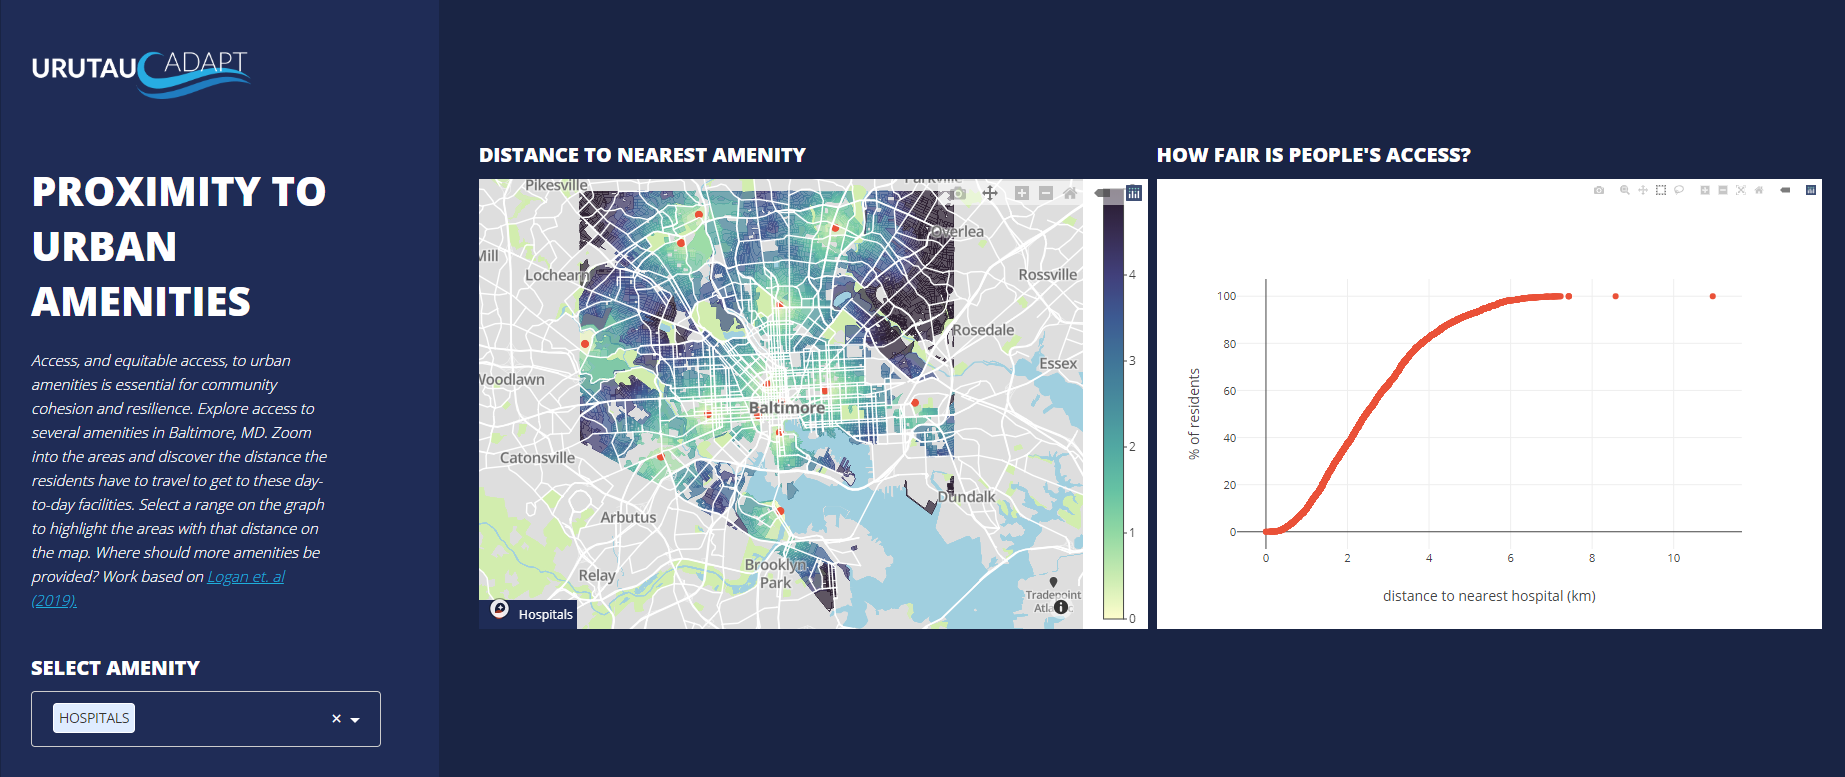 URUTAU ADAPT
PROXIMITY TO
URBAN
AMENITIES
Access, and equitable access, to urban
amenities is essential for community
cohesion and resilience. Explore access to
several amenities in Baltimore, MD. Zoom
into the areas and discover the distance the
residents have to travel to get to these day-
to-day facilities. Select a range on the graph
to highlight the areas with that distance on
the map. Where should more amenities be
provided? Work based on Logan et. al
(2019).
SELECT AMENITY
HOSPITALS
DISTANCE TO NEAREST AMENITY
Pikesville
Parkville
Overlea
Mill
Lochearn
Rossville
Rosedale
Essex
Woodlawn
Baltimore
Catonsville
Dundalk
Arbutus
Brooklyn
Park
Relay
Tradepoint
Hospitals
4
3
2
1
0
HOW FAIR IS PEOPLE'S ACCESS?
100
80
60
40
20
0
0 2 4 6 8 10
% of residents
distance to nearest hospital (km)